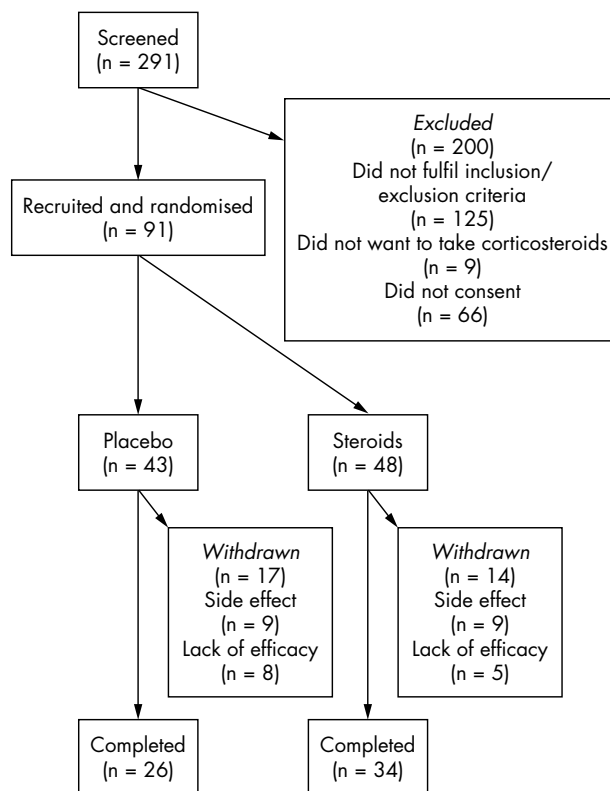 Screened
(n = 291)
Excluded
(n = 200)
Did not fulfil inclusion/
exclusion criteria
(n = 125)
Did not want to take corticosteroids
(n = 9)
Did not consent
(n = 66)
Recruited and randomised
(n = 91)
Placebo
(n = 43)
Steroids
(n = 48)
Withdrawn
(n = 17)
Side effect
(n = 9)
Lack of efficacy
(n = 8)
Withdrawn
(n = 14)
Side effect
(n = 9)
Lack of efficacy
(n = 5)
Completed
(n = 26)
Completed
(n = 34)